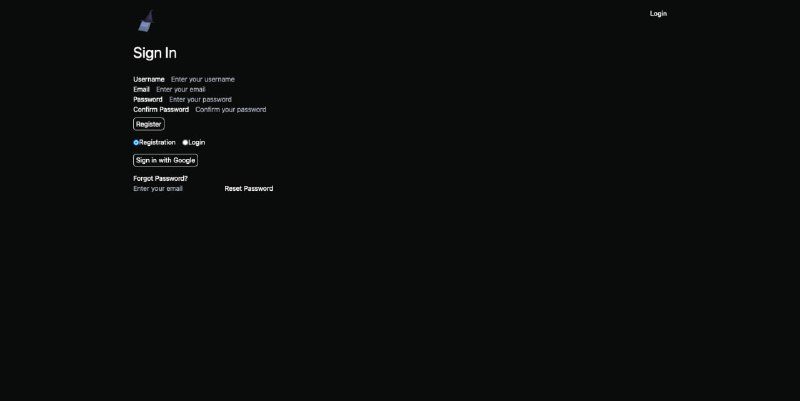 Login
Sign In
Username Enter your username
Email Enter your email
Password Enter your password
Confirm Password Confirm your password
Register
Registration Login
Sign in with Google
Forgot Password?
Enter your email Reset Password